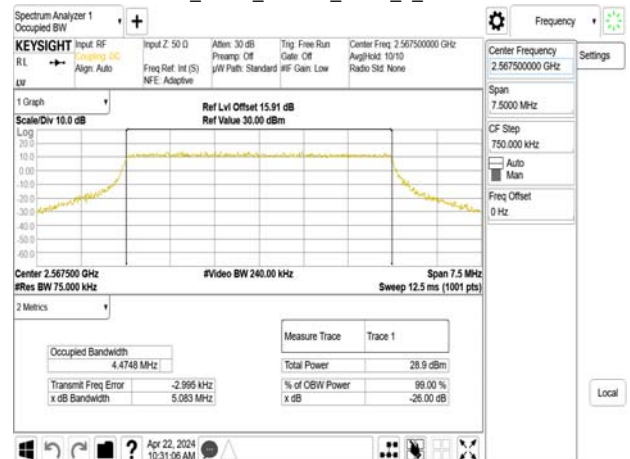 Spectrum Analyzer 1
Occupied BW
Frequency
KEYSIGHT
RL
Input: RF
Coupling: DC
Align: Auto
Input Z: 50 Ω
Freq Ref: Int (S)
NFE: Adaptive
Atten: 30 dB
Preamp: Off
µW Path: Standard
Trig: Free Run
Gate: Off
#IF Gain: Low
Center Freq: 2.567500000 GHz
Avg|Hold: 10/10
Radio Std: None
Center Frequency
2.567500000 GHz
Settings
Span
7.5000 MHz
CF Step
750.000 kHz
Auto
Man
Freq Offset
0 Hz
Local
1 Graph
Scale/Div 10.0 dB
Ref Lvl Offset 15.91 dB
Ref Value 30.00 dBm
Log
20.0
10.0
0.00
-10.0
-20.0
-30.0
-40.0
-50.0
-60.0
Center 2.567500 GHz
#Res BW 75.000 kHz
#Video BW 240.00 kHz
Span 7.5 MHz
Sweep 12.5 ms (1001 pts)
2 Metrics
Measure Trace
Trace 1
Occupied Bandwidth
4.4748 MHz
Total Power
28.9 dBm
Transmit Freq Error
-2.995 kHz
% of OBW Power
99.00 %
x dB Bandwidth
5.083 MHz
x dB
-26.00 dB
Apr 22, 2024
10:31:06 AM